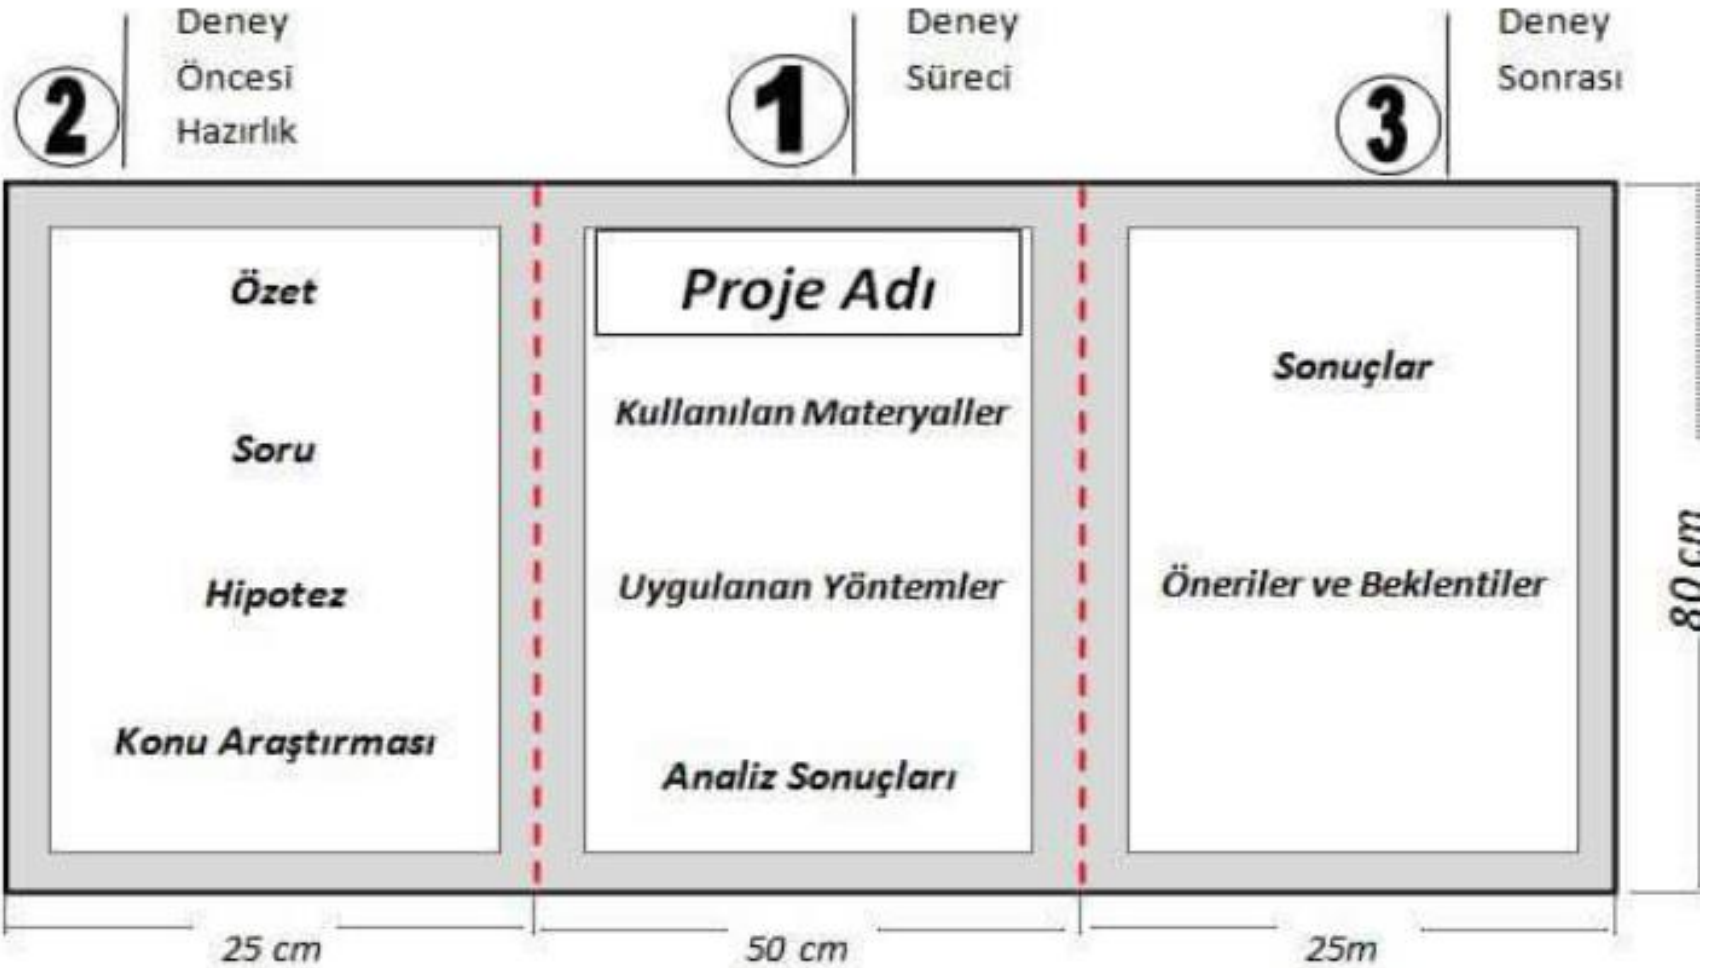 2
Deney
Öncesi
Hazırlık
1
Deney
Süreci
3
Deney
Sonrası
Özet
Soru
Hipotez
Konu Araştırması
Proje Adı
Kullanılan Materyaller
Uygulanan Yöntemler
Analiz Sonuçları
Sonuçlar
Öneriler ve Beklentiler
80 cm
25 cm
50 cm
25m